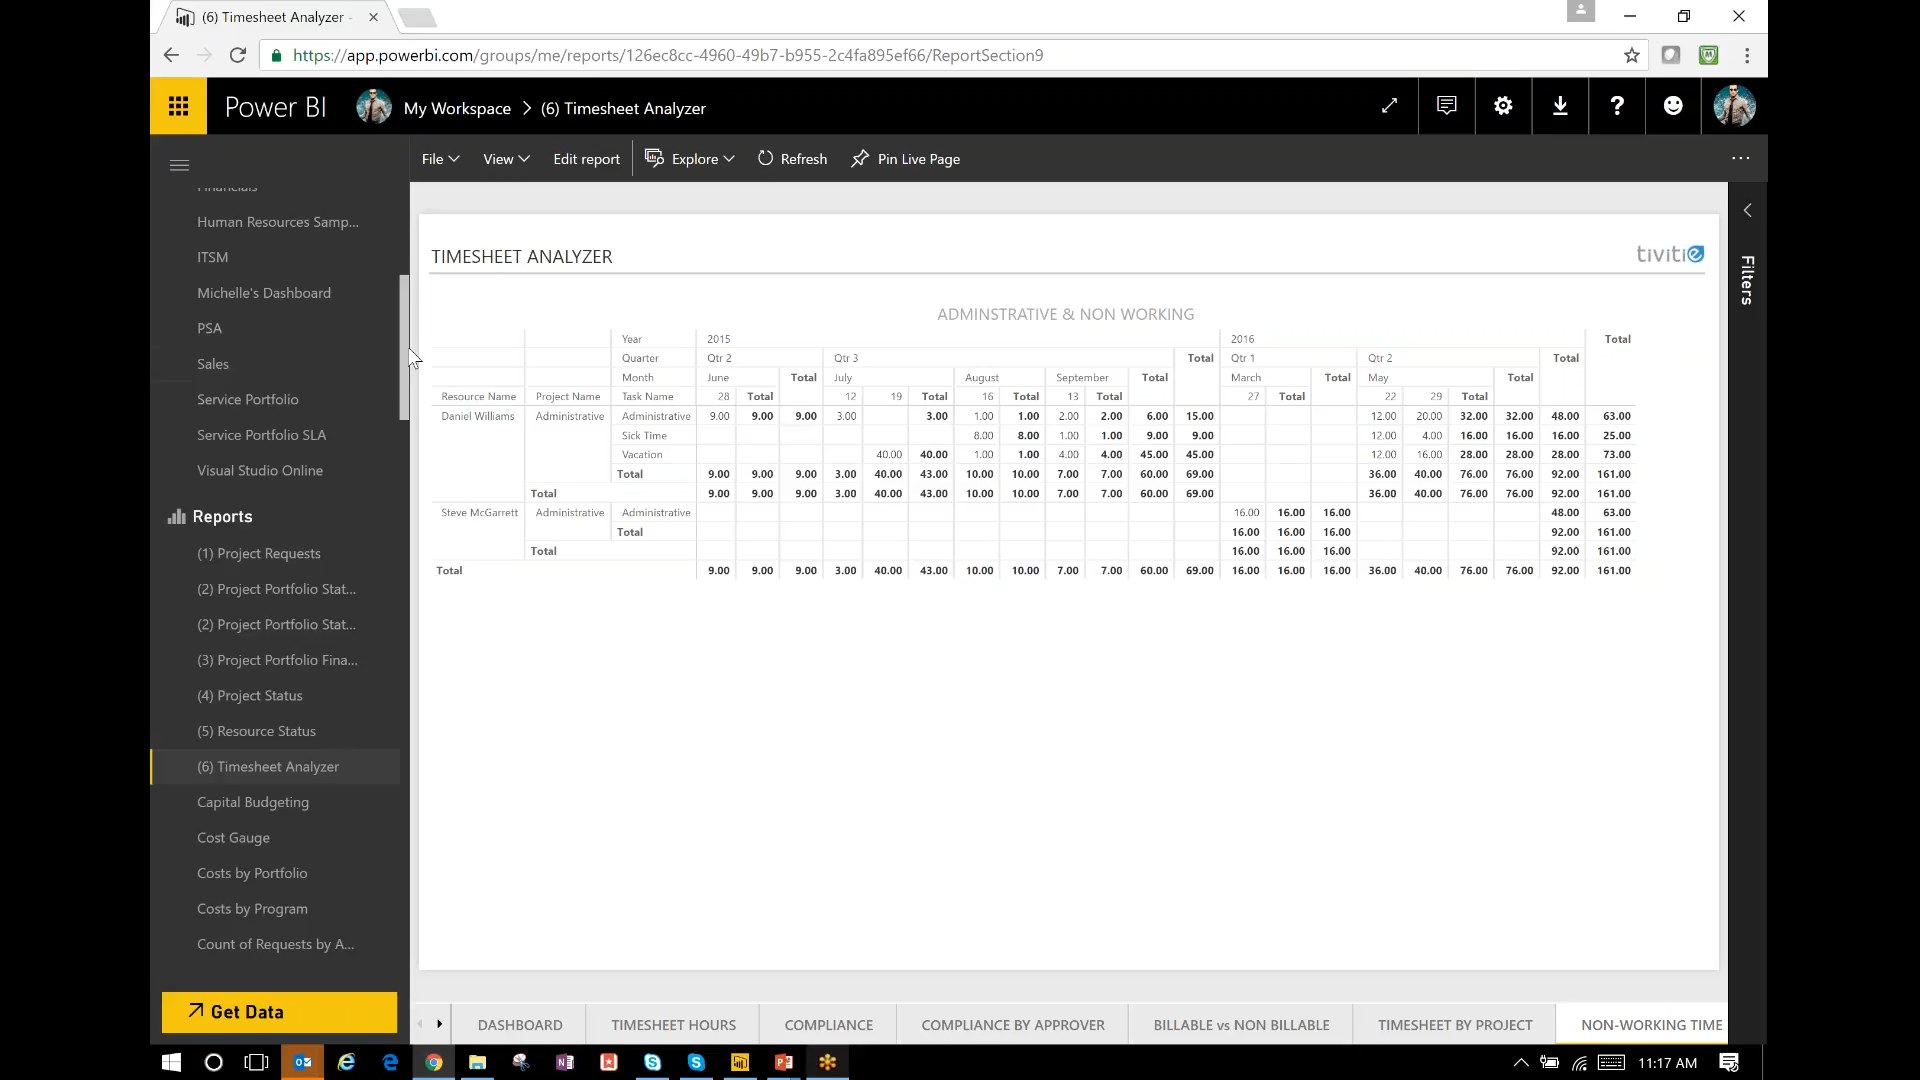 (6) Timesheet Analyzer -
https://app.powerbi.com/groups/me/reports/126ec8cc-4960-49b7-b955-2c4fa895ef66/ReportSection9
Power BI My Workspace > (6) Timesheet Analyzer
File View Edit report Explore Refresh Pin Live Page
Financials
Human Resources Samp...
ITSM
Michelle's Dashboard
PSA
Sales
Service Portfolio
Service Portfolio SLA
Visual Studio Online
Reports
(1) Project Requests
(2) Project Portfolio Stat...
(2) Project Portfolio Stat...
(3) Project Portfolio Fina...
(4) Project Status
(5) Resource Status
(6) Timesheet Analyzer
Capital Budgeting
Cost Gauge
Costs by Portfolio
Costs by Program
Count of Requests by A...
Get Data
TIMESHEET ANALYZER
tivitie
Filters
ADMINSTRATIVE & NON WORKING
Year 2015 2016 Total
Quarter Qtr 2 Qtr 3 Total Qtr 1 Qtr 2 Total
Month June Total July August September Total March Total May Total
Resource Name Project Name Task Name 28 Total 12 19 Total 16 Total 13 Total 27 Total 22 29 Total
Daniel Williams Administrative Administrative 9.00 9.00 9.00 3.00 3.00 1.00 1.00 2.00 2.00 6.00 15.00 12.00 20.00 32.00 32.00 48.00 63.00
Sick Time 8.00 8.00 1.00 1.00 9.00 9.00 12.00 4.00 16.00 16.00 16.00 25.00
Vacation 40.00 40.00 1.00 1.00 4.00 4.00 45.00 45.00 12.00 16.00 28.00 28.00 28.00 73.00
Total 9.00 9.00 9.00 3.00 40.00 43.00 10.00 10.00 7.00 7.00 60.00 69.00 36.00 40.00 76.00 76.00 92.00 161.00
Total 9.00 9.00 9.00 3.00 40.00 43.00 10.00 10.00 7.00 7.00 60.00 69.00 36.00 40.00 76.00 76.00 92.00 161.00
Steve McGarrett Administrative Administrative 16.00 16.00 16.00 48.00 63.00
Total 16.00 16.00 16.00 92.00 161.00
Total 16.00 16.00 16.00 92.00 161.00
Total 9.00 9.00 9.00 3.00 40.00 43.00 10.00 10.00 7.00 7.00 60.00 69.00 16.00 16.00 16.00 36.00 40.00 76.00 76.00 92.00 161.00
DASHBOARD TIMESHEET HOURS COMPLIANCE COMPLIANCE BY APPROVER BILLABLE vs NON BILLABLE TIMESHEET BY PROJECT NON-WORKING TIME
11:17 AM